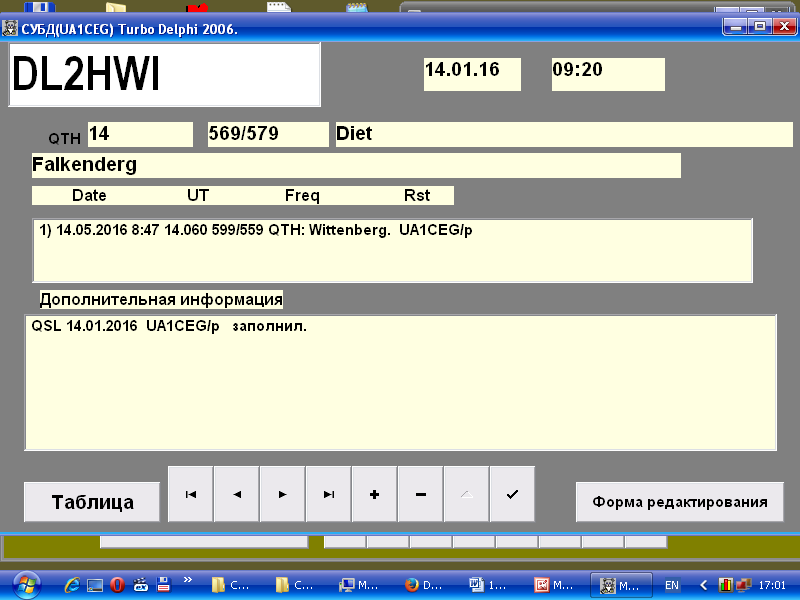 СУБД(UA1CEG) Turbo Delphi 2006.
DL2HWI
14.01.16 09:20
QTH 14 569/579 Diet
Falkenderg
Date UT Freq Rst
1) 14.05.2016 8:47 14.060 599/559 QTH: Wittenberg. UA1CEG/p
Дополнительная информация
QSL 14.01.2016 UA1CEG/p заполнил.
Таблица Форма редактирования
С... С... М... D... 1... М... М... EN 17:01